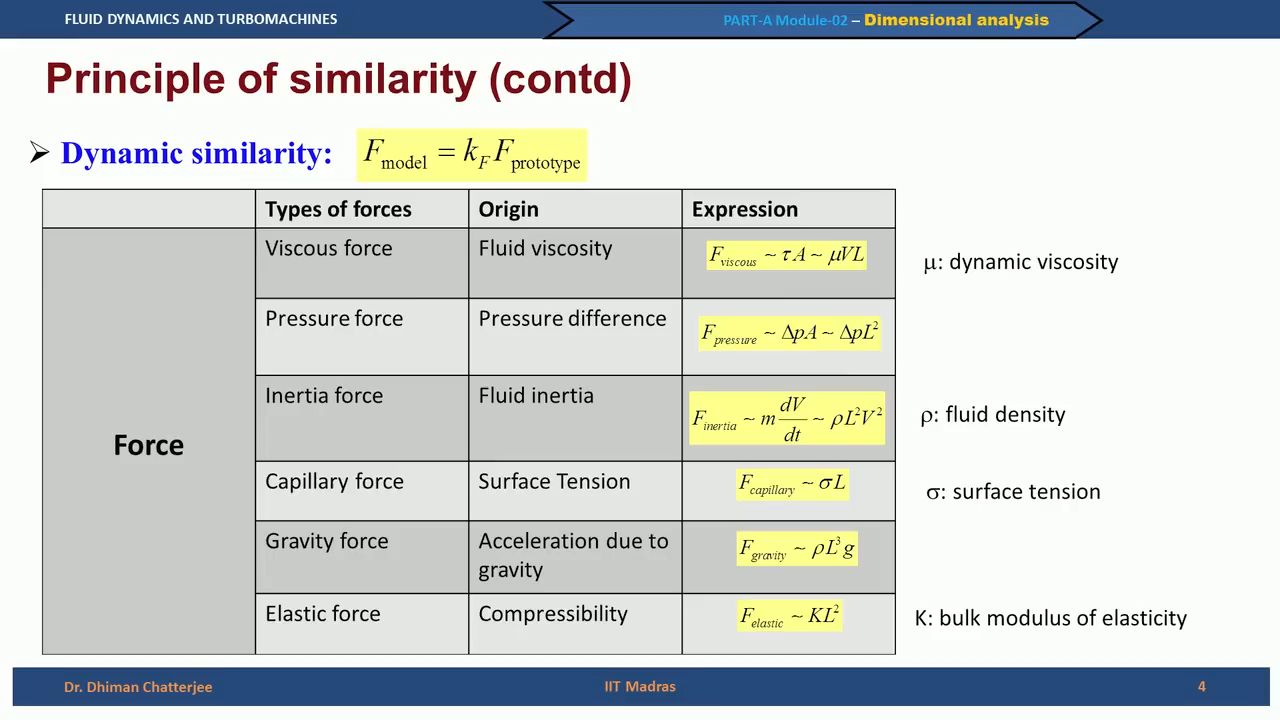 FLUID DYNAMICS AND TURBOMACHINES
PART-A Module-02 – Dimensional analysis
Principle of similarity (contd)
➢ Dynamic similarity: F_model = k_F F_prototype
Types of forces Origin Expression
Force
Viscous force Fluid viscosity F_viscous ~ τ A ~ μVL
μ: dynamic viscosity
Pressure force Pressure difference F_pressure ~ ΔpA ~ ΔpL²
Inertia force Fluid inertia F_inertia ~ m dV/dt ~ ρL²V²
ρ: fluid density
Capillary force Surface Tension F_capillary ~ σL
σ: surface tension
Gravity force Acceleration due to
gravity F_gravity ~ ρL³g
Elastic force Compressibility F_elastic ~ KL²
K: bulk modulus of elasticity
Dr. Dhiman Chatterjee IIT Madras 4